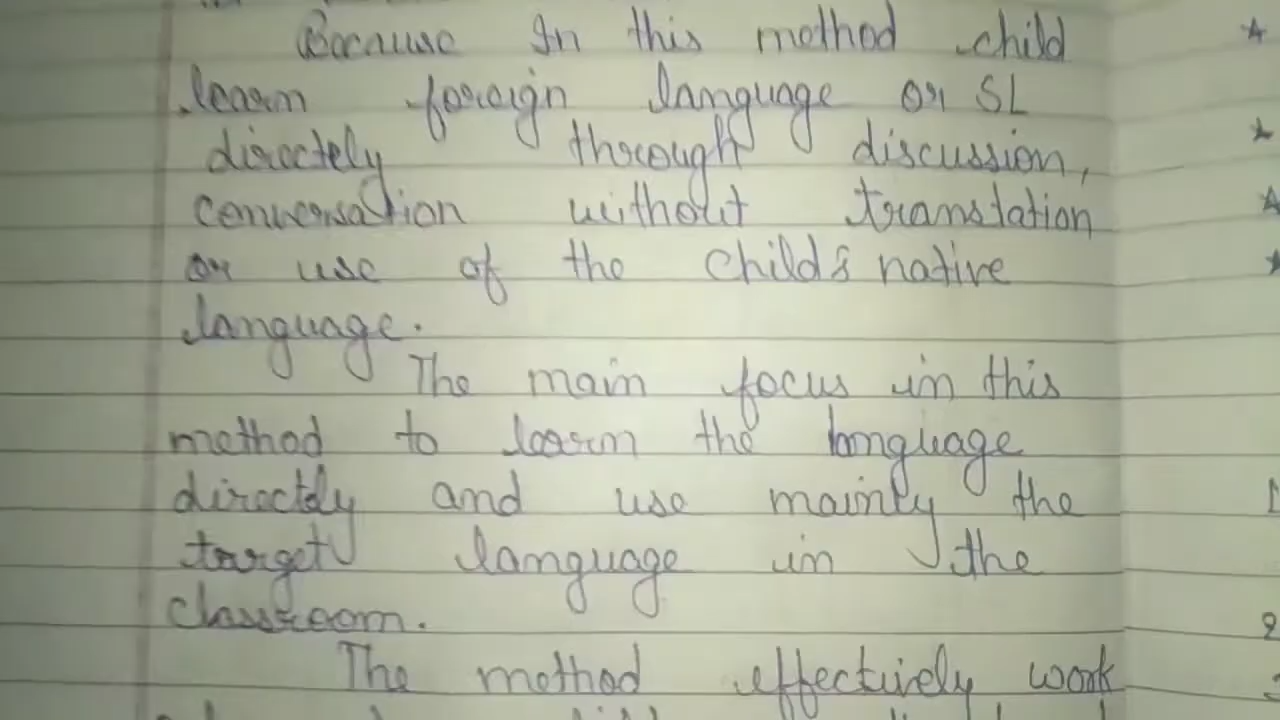 Because In this method child
learn foreign language or SL
directely through discussion,
conversation without translation
or use of the child's native
language.
The main focus in this
method to learn the language
directly and use mainly the
target language in the
classroom.
The method effectively work